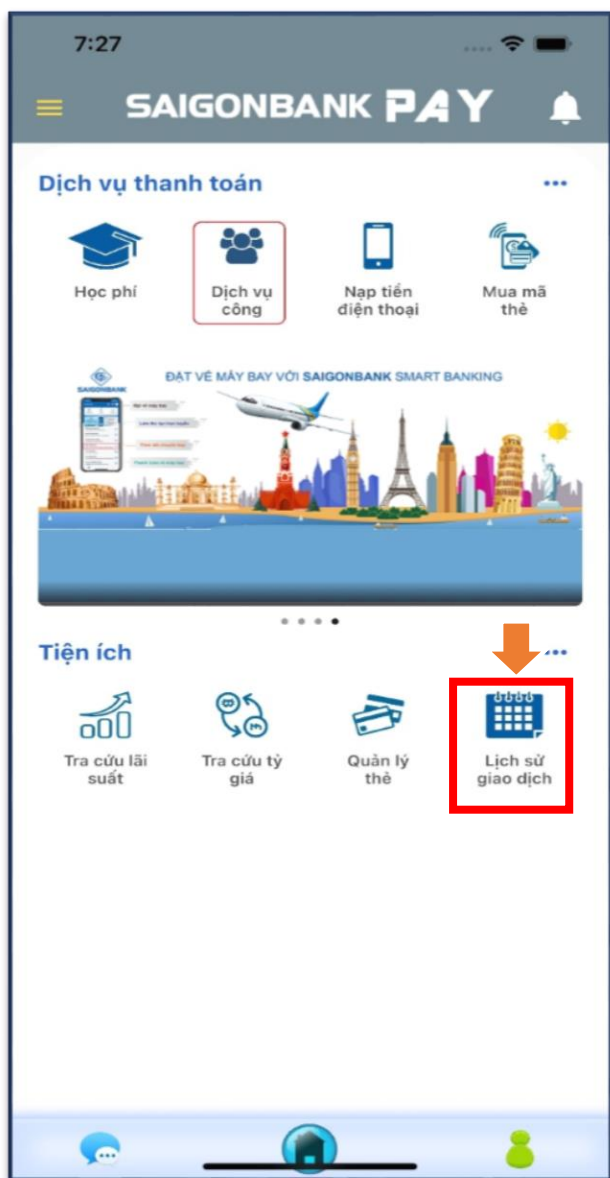 7:27
SAIGONBANK PAY
Dịch vụ thanh toán
Học phí
Dịch vụ
công
Nạp tiền
điện thoại
Mua mã
thẻ
SAIGONBANK
ĐẶT VÉ MÁY BAY VỚI SAIGONBANK SMART BANKING
Tiện ích
Tra cứu lãi
suất
Tra cứu tỷ
giá
Quản lý
thẻ
Lịch sử
giao dịch